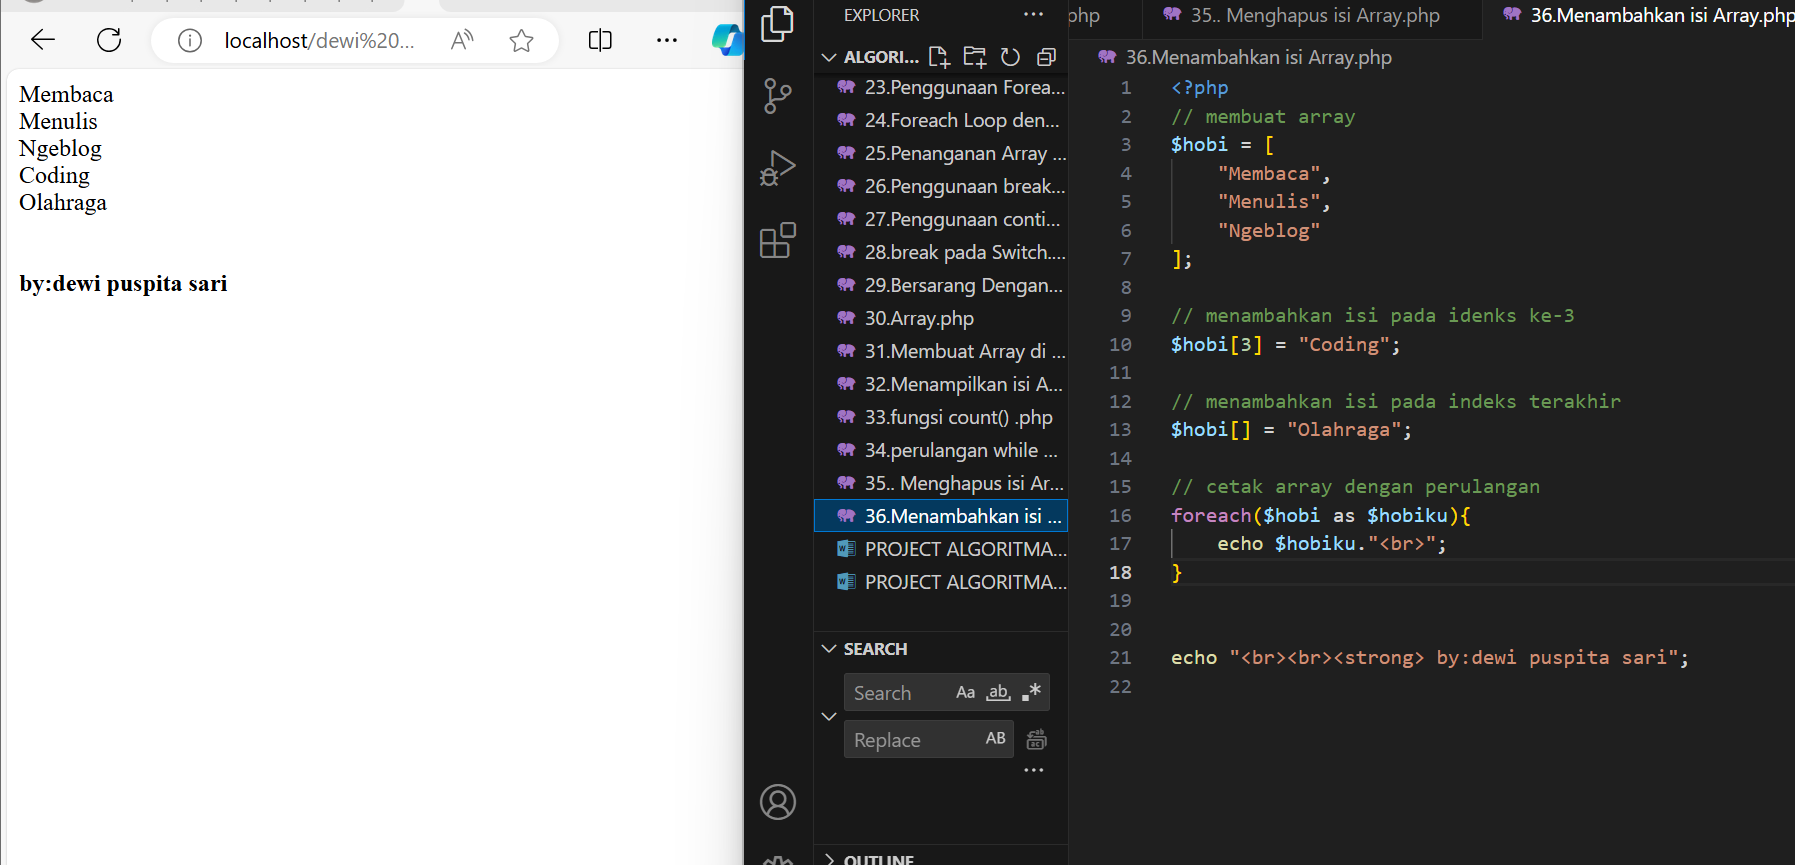 localhost/dewi%20...
Membaca
Menulis
Ngeblog
Coding
Olahraga
by:dewi puspita sari
EXPLORER
ALGORI...
23.Penggunaan Forea...
24.Foreach Loop den...
25.Penanganan Array ...
26.Penggunaan break...
27.Penggunaan conti...
28.break pada Switch....
29.Bersarang Dengan...
30.Array.php
31.Membuat Array di ...
32.Menampilkan isi A...
33.fungsi count() .php
34.perulangan while ...
35.. Menghapus isi Ar...
36.Menambahkan isi ...
PROJECT ALGORITMA...
PROJECT ALGORITMA...
SEARCH
Search Aa ab .*
Replace AB
OUTLINE
php 35.. Menghapus isi Array.php 36.Menambahkan isi Array.php
36.Menambahkan isi Array.php
1 <?php
2 // membuat array
3 $hobi = [
4 "Membaca",
5 "Menulis",
6 "Ngeblog"
7 ];
8
9 // menambahkan isi pada idenks ke-3
10 $hobi[3] = "Coding";
11
12 // menambahkan isi pada indeks terakhir
13 $hobi[] = "Olahraga";
14
15 // cetak array dengan perulangan
16 foreach($hobi as $hobiku){
17 echo $hobiku."<br>";
18 }
19
20
21 echo "<br><br><strong> by:dewi puspita sari";
22